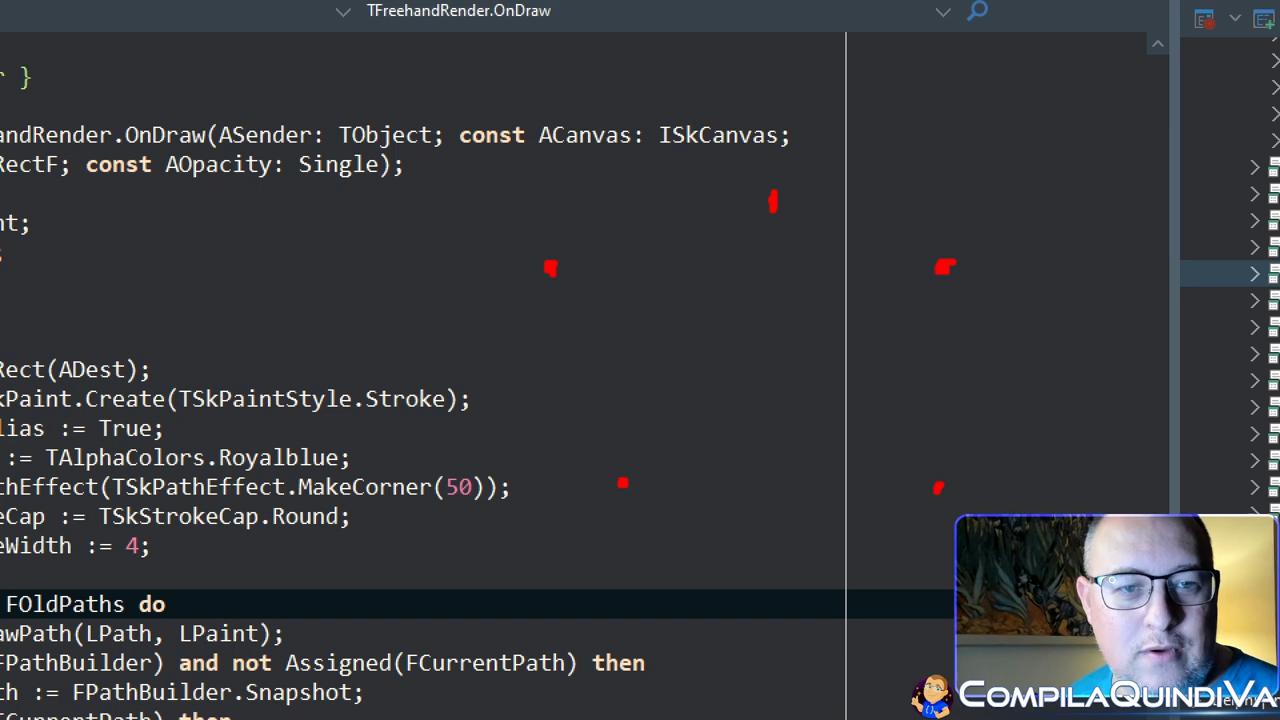 TFreehandRender.OnDraw
r }
andRender.OnDraw(ASender: TObject; const ACanvas: ISkCanvas;
RectF; const AOpacity: Single);
nt;
Rect(ADest);
kPaint.Create(TSkPaintStyle.Stroke);
lias := True;
:= TAlphaColors.Royalblue;
thEffect(TSkPathEffect.MakeCorner(50));
eCap := TSkStrokeCap.Round;
eWidth := 4;
FOldPaths do
awPath(LPath, LPaint);
FPathBuilder) and not Assigned(FCurrentPath) then
th := FPathBuilder.Snapshot;
FCurrentPath) then
COMPILAQUINDIVA